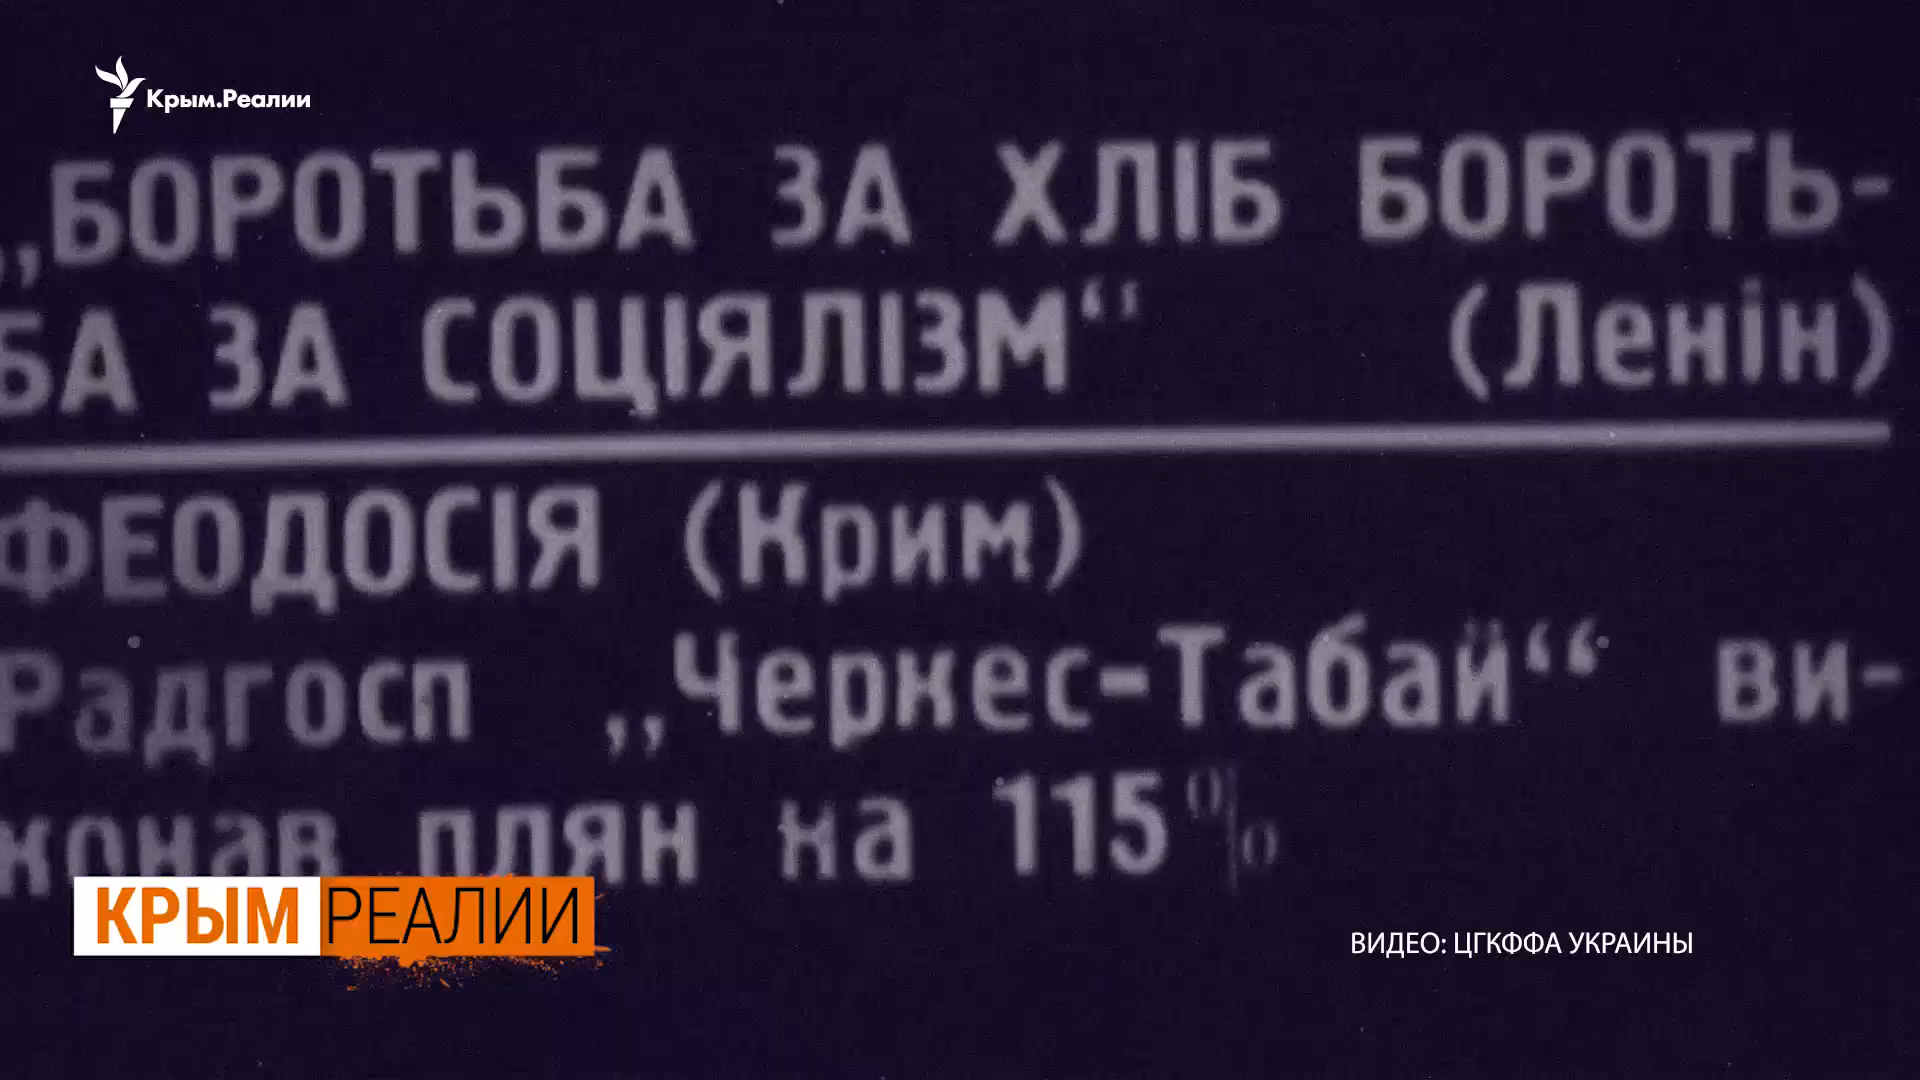 Крым.Реалии
„БОРОТЬБА ЗА ХЛІБ БОРОТЬ-
БА ЗА СОЦІЯЛІЗМ“ (Ленін)
ФЕОДОСІЯ (Крим)
Радгосп „Черкес-Табай“ ви-
конав плян на 115%
КРЫМ РЕАЛИИ
ВИДЕО: ЦГКФФА УКРАИНЫ